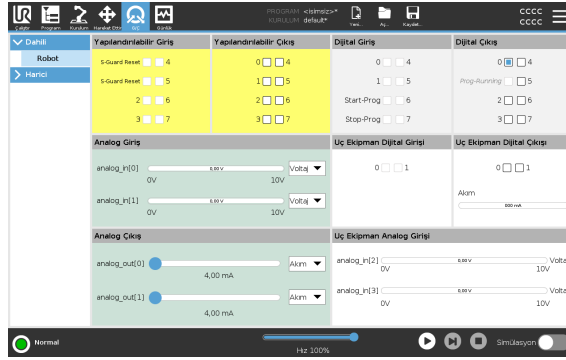 UR
Çalıştır Program Kurulum Hareket Ettir G/Ç Günlük
PROGRAM <isimsiz>*
KURULUM default*
Yeni... Aç... Kaydet...
CCCC
CCCC
Dahili
Robot
Harici
Yapılandırılabilir Giriş Yapılandırılabilir Çıkış Dijital Giriş Dijital Çıkış
S-Guard Reset 4 0 4 0 4 0 4
S-Guard Reset 5 1 5 1 5 Prog-Running 5
2 6 2 6 Start-Prog 6 2 6
3 7 3 7 Stop-Prog 7 3 7
Analog Giriş Uç Ekipman Dijital Girişi Uç Ekipman Dijital Çıkışı
analog_in[0] 0,00 V Voltaj 0 1 0 1
0V 10V
Akım
analog_in[1] 0,00 V Voltaj 000 mA
0V 10V
Analog Çıkış Uç Ekipman Analog Girişi
analog_out[0] Akım analog_in[2] 0,00 V Volta
4,00 mA 0V 10V
analog_out[1] Akım analog_in[3] 0,00 V Volta
4,00 mA 0V 10V
Normal Hız 100% Simülasyon